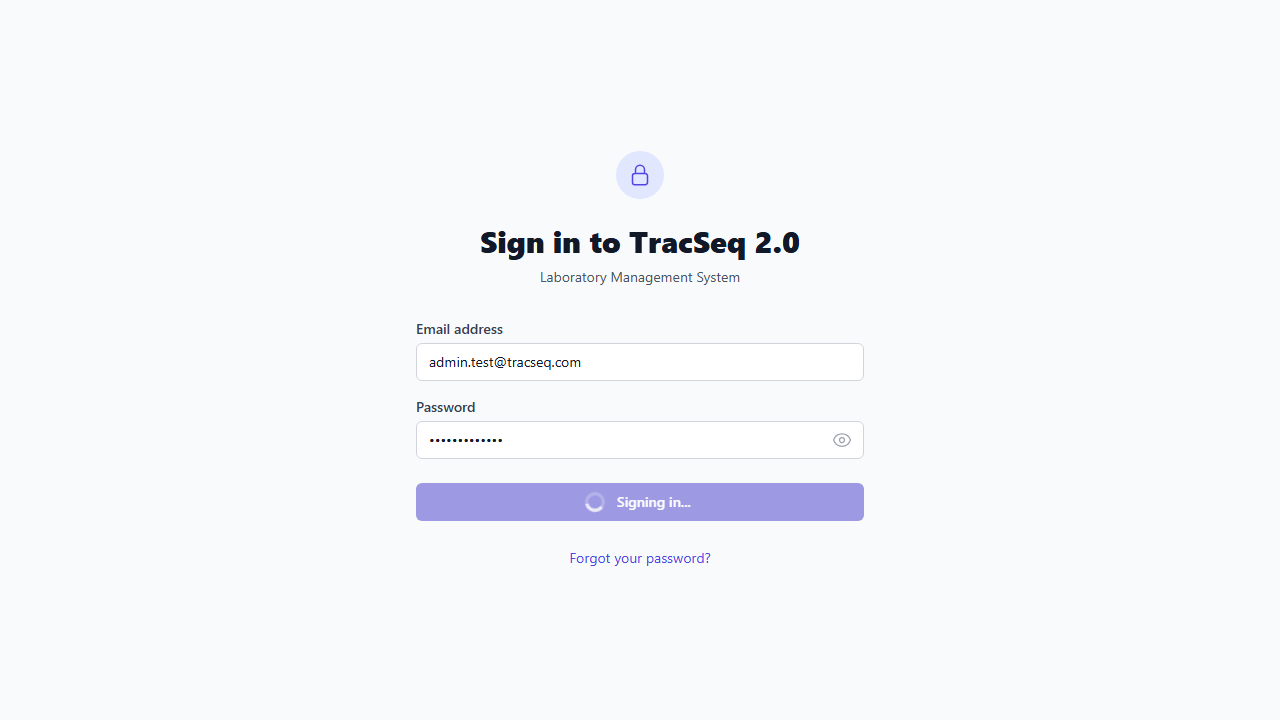 Sign in to TracSeq 2.0
Laboratory Management System
Email address
admin.test@tracseq.com
Password
•••••••••••••
Signing in...
Forgot your password?